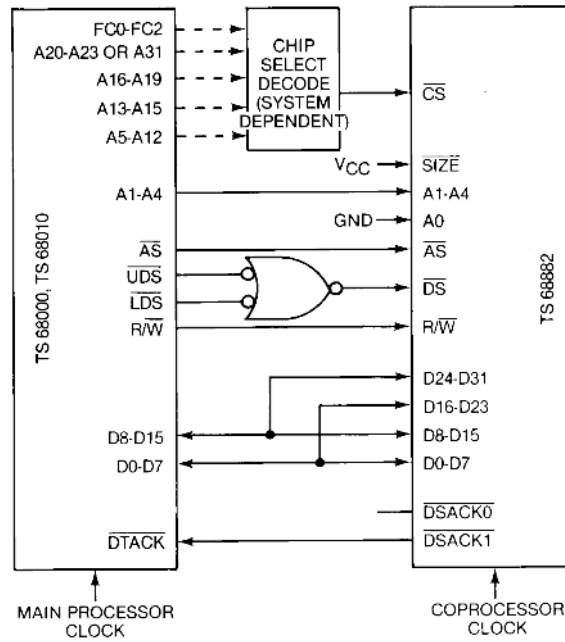 FC0-FC2
A20-A23 OR A31
A16-A19
A13-A15
A5-A12
CHIP
SELECT
DECODE
(SYSTEM
DEPENDENT)
CS
VCC
SIZE
A1-A4
A1-A4
GND
A0
AS
AS
UDS
LDS
DS
R/W
R/W
TS 68000, TS 68010
TS 68882
D24-D31
D16-D23
D8-D15
D8-D15
D0-D7
D0-D7
DSACK0
DTACK
DSACK1
MAIN PROCESSOR
CLOCK
COPROCESSOR
CLOCK